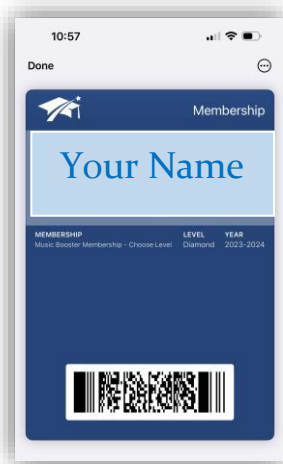 10:57
Done
Membership
Your Name
MEMBERSHIP LEVEL YEAR
Music Booster Membership - Choose Level Diamond 2023-2024